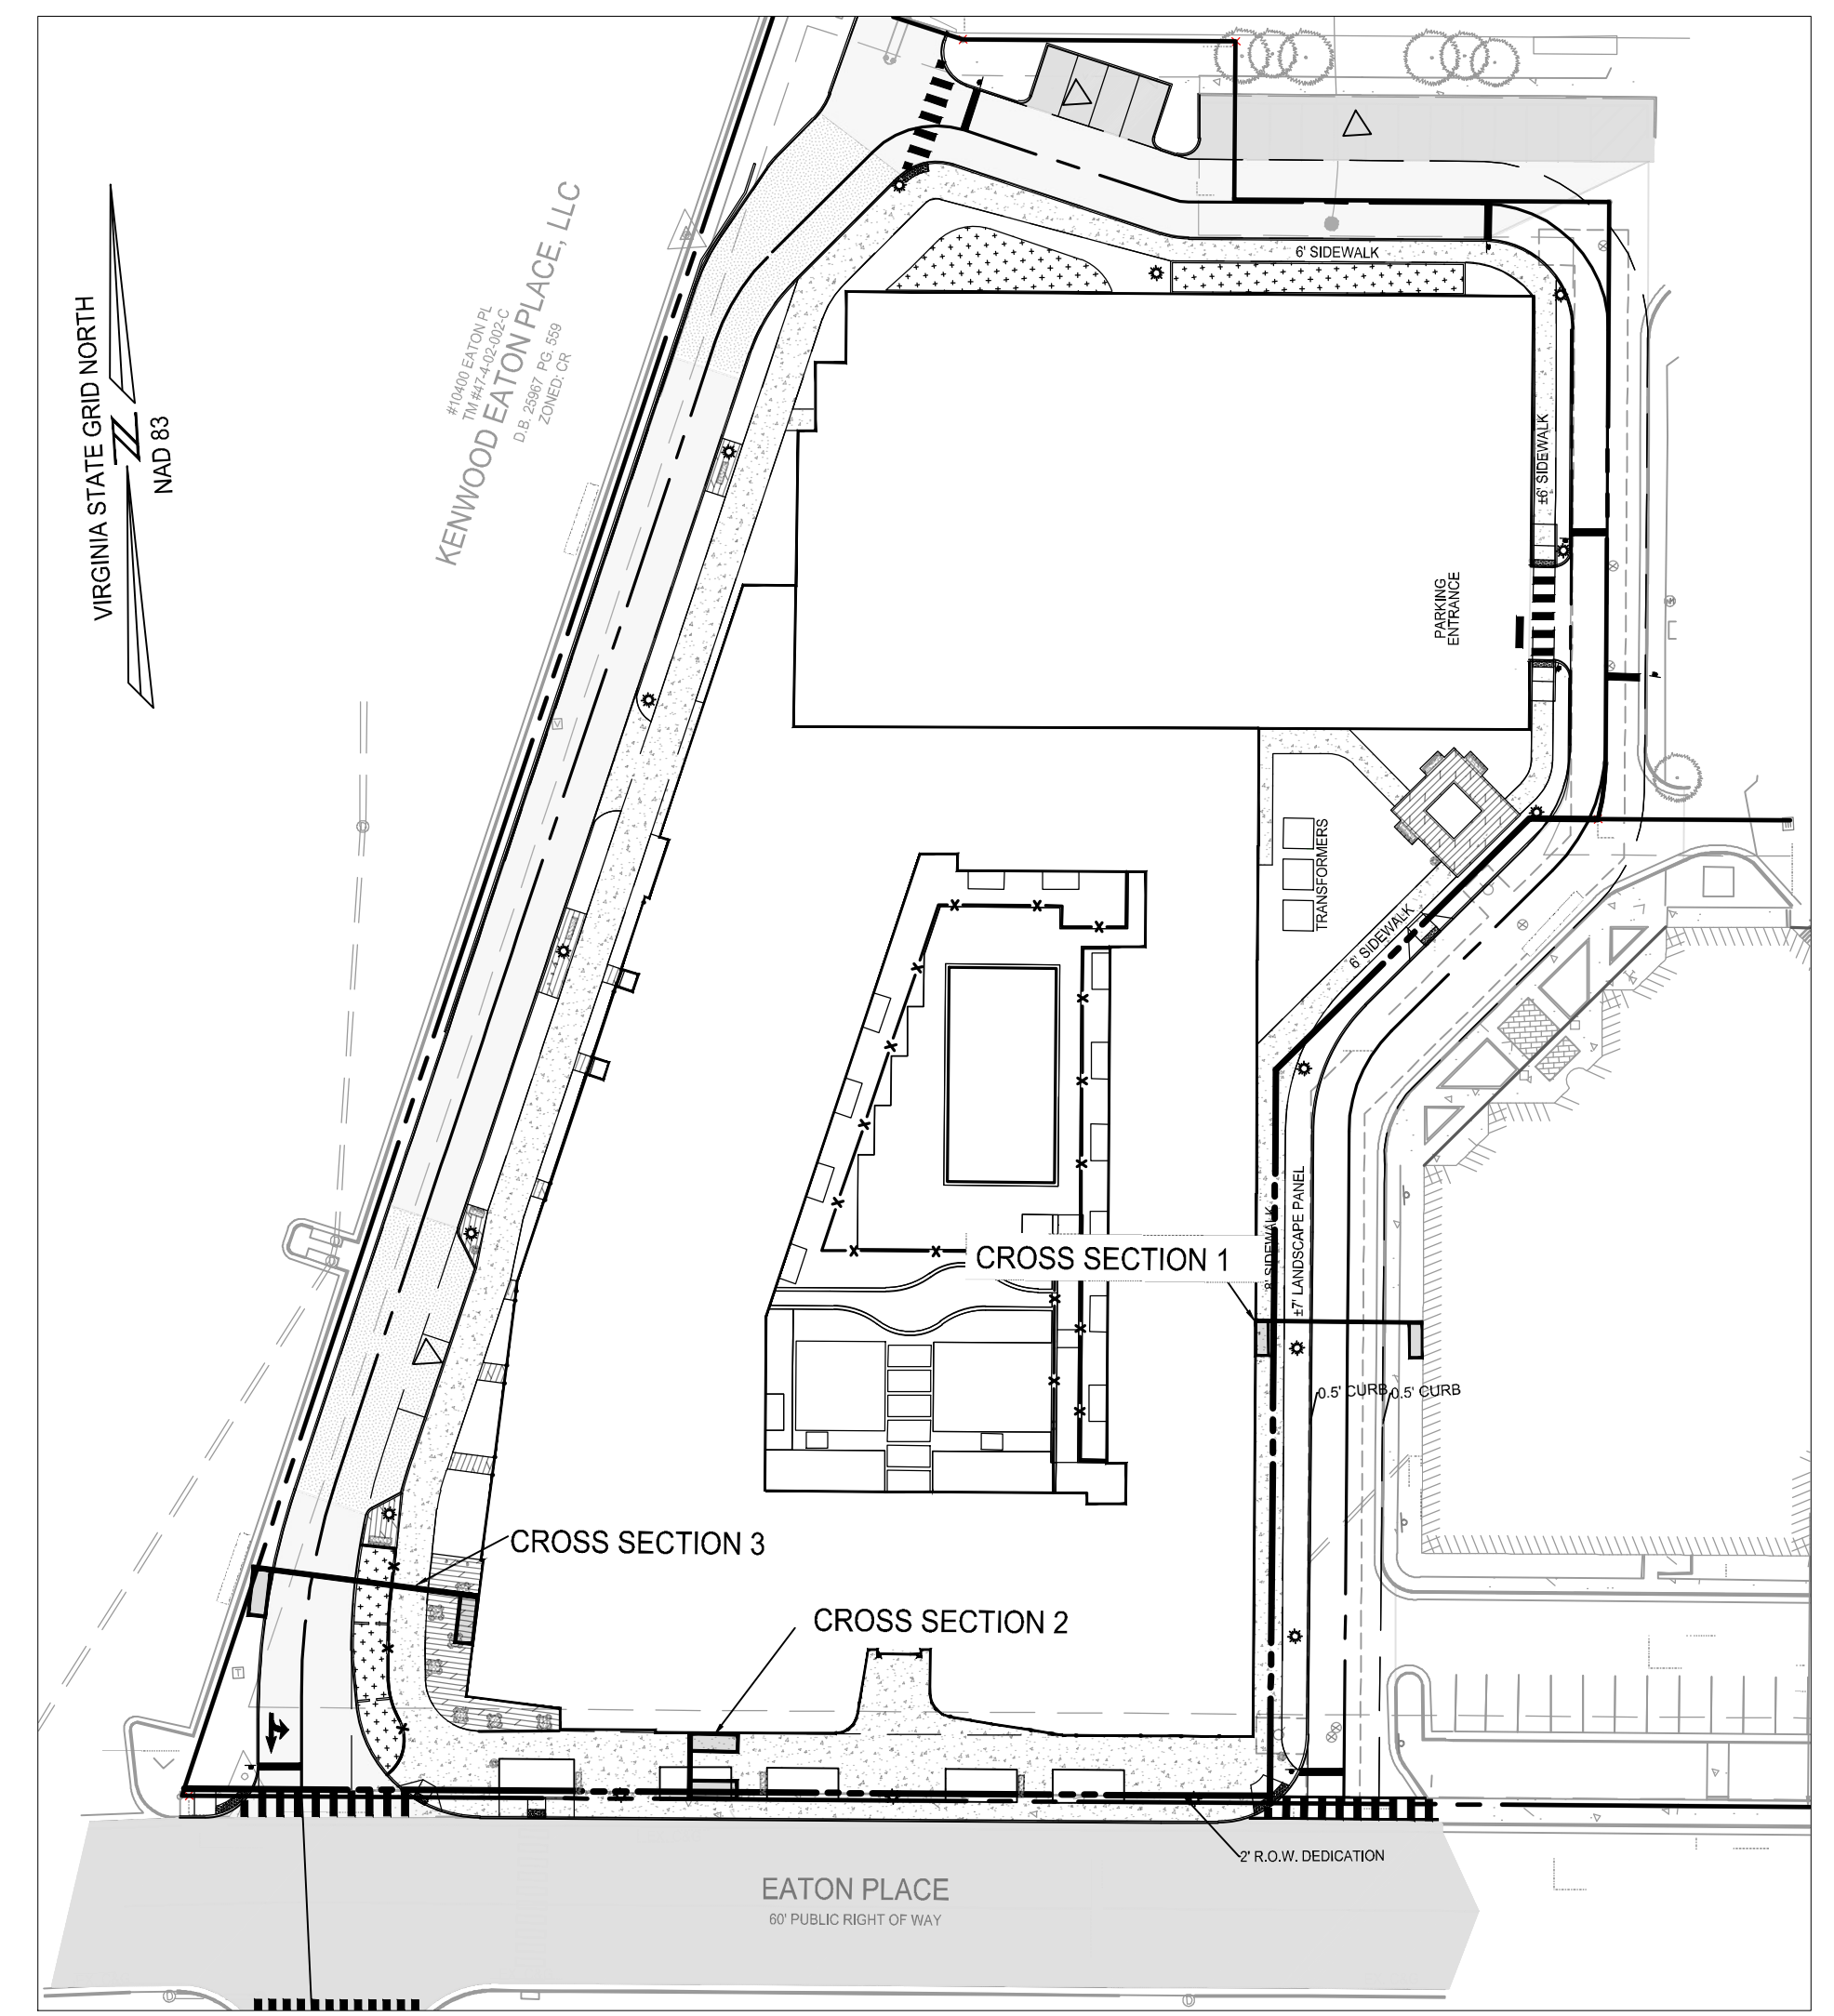 VIRGINIA STATE GRID NORTH
NAD 83
#10400 EATON PL
TM #47-4-02-002-C
KENWOOD EATON PLACE, LLC
D.B. 25967 PG. 559
ZONED: CR
6' SIDEWALK
±6' SIDEWALK
PARKING
ENTRANCE
TRANSFORMERS
6' SIDEWALK
8' SIDEWALK
±7' LANDSCAPE PANEL
CROSS SECTION 1
0.5' CURB
0.5' CURB
CROSS SECTION 3
CROSS SECTION 2
2' R.O.W. DEDICATION
EATON PLACE
60' PUBLIC RIGHT OF WAY
D
D
D
T
V